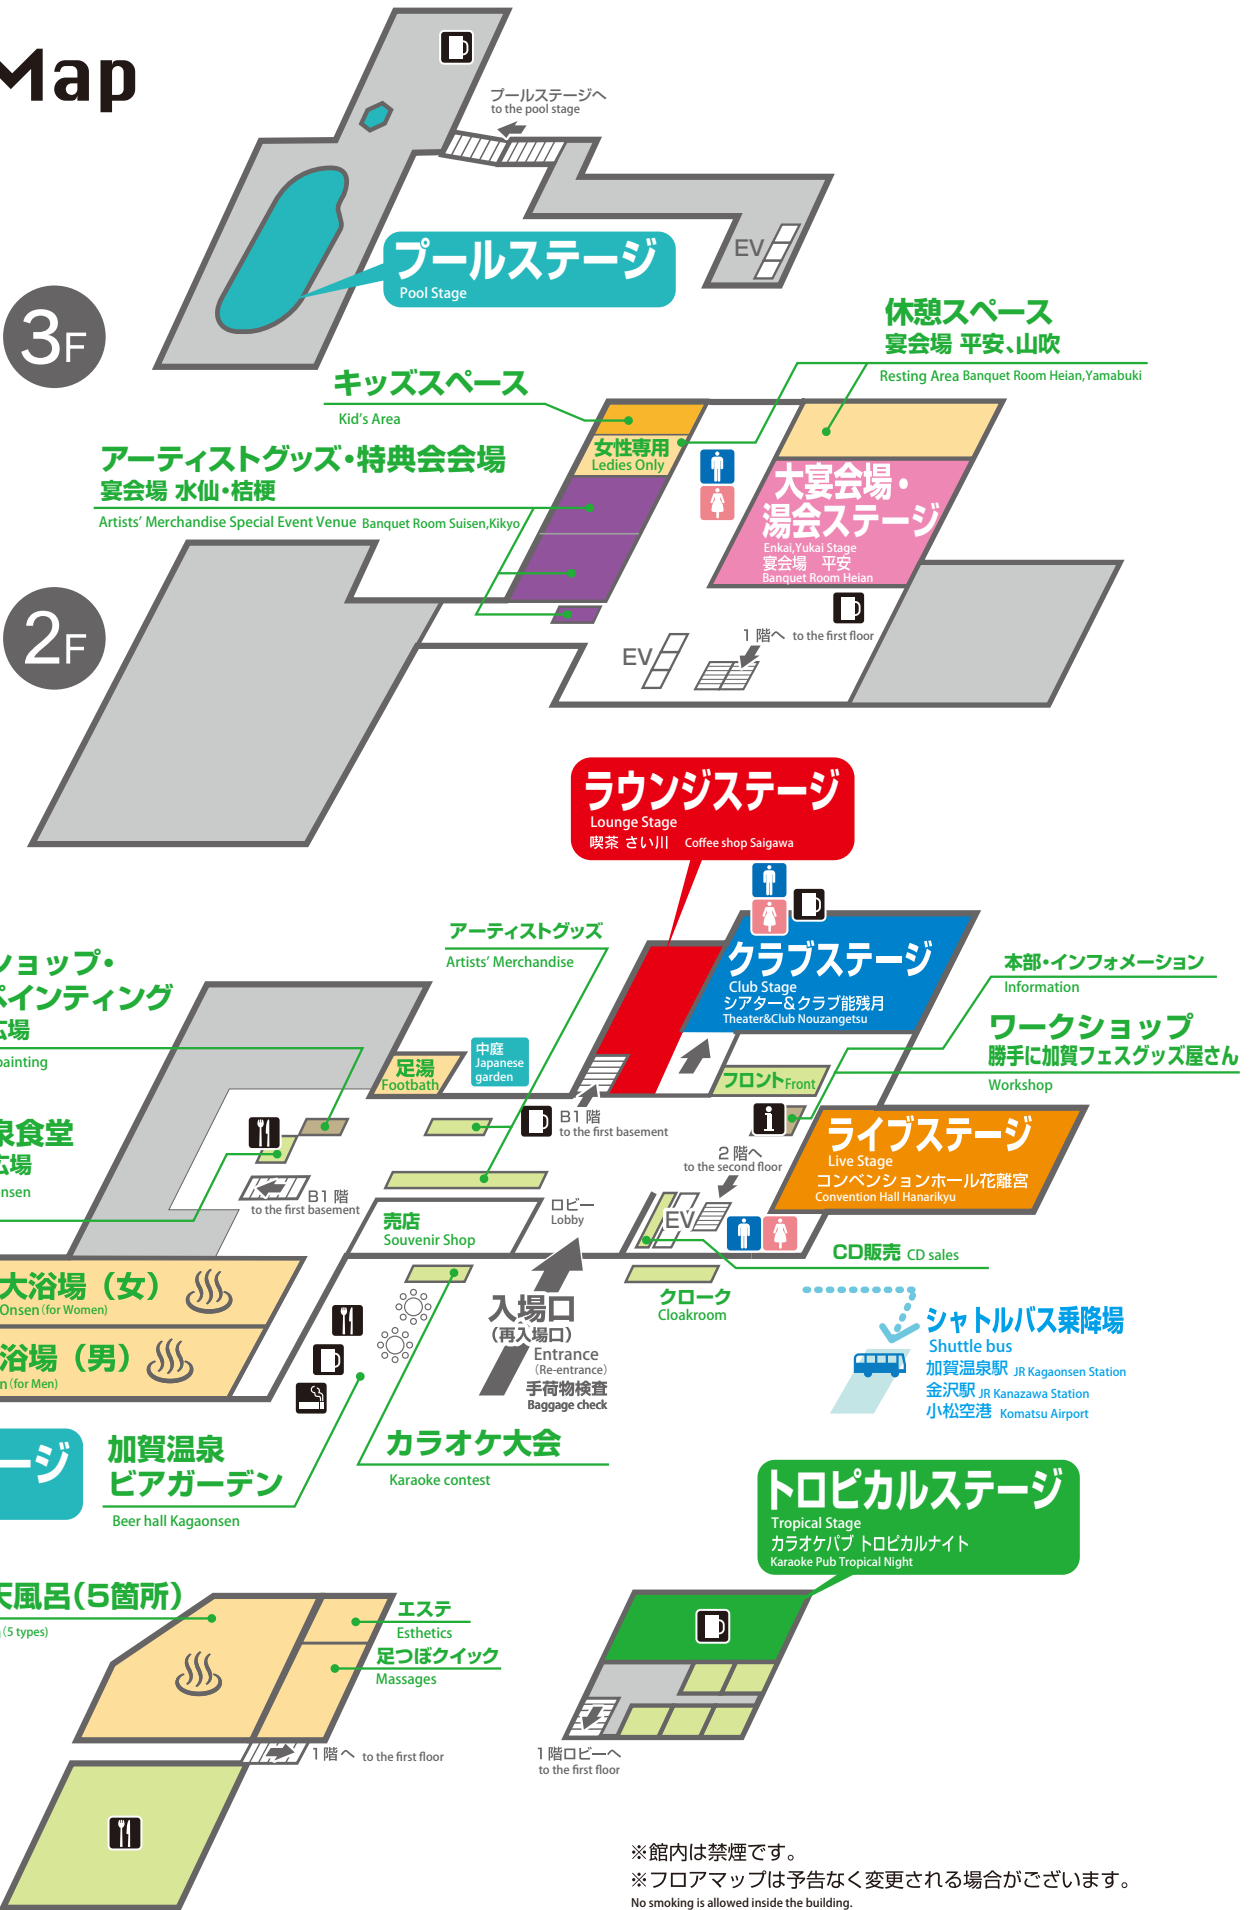 Map
プールステージへ
to the pool stage
EV
プールステージ
Pool Stage
3F
休憩スペース
宴会場 平安、山吹
Resting Area Banquet Room Heian,Yamabuki
キッズスペース
Kid's Area
女性専用
Ledies Only
アーティストグッズ・特典会会場
宴会場 水仙・桔梗
Artists' Merchandise Special Event Venue Banquet Room Suisen,Kikyo
大宴会場・
湯会ステージ
Enkai,Yukai Stage
宴会場 平安
Banquet Room Heian
2F
1階へ to the first floor
EV
ラウンジステージ
Lounge Stage
喫茶 さい川 Coffee shop Saigawa
アーティストグッズ
Artists' Merchandise
クラブステージ
Club Stage
シアター&クラブ能残月
Theater&Club Nouzangetsu
本部・インフォメーション
Information
ワークショップ
勝手に加賀フェスグッズ屋さん
Workshop
ショップ・
ペインティング
広場
painting
足湯
Footbath
中庭
Japanese
garden
フロント Front
B1階
to the first basement
泉食堂
広場
onsen
2階へ
to the second floor
ライブステージ
Live Stage
コンベンションホール花離宮
Convention Hall Hanarikyu
B1階
to the first basement
売店
Souvenir Shop
ロビー
Lobby
EV
CD販売 CD sales
大浴場(女)
Onsen(for Women)
浴場(男)
n(for Men)
クローク
Cloakroom
入場口
(再入場口)
Entrance
(Re-entrance)
手荷物検査
Baggage check
シャトルバス乗降場
Shuttle bus
加賀温泉駅 JR Kagaonsen Station
金沢駅 JR Kanazawa Station
小松空港 Komatsu Airport
ージ
加賀温泉
ビアガーデン
Beer hall Kagaonsen
カラオケ大会
Karaoke contest
トロピカルステージ
Tropical Stage
カラオケパブ トロピカルナイト
Karaoke Pub Tropical Night
天風呂(5箇所)
(5 types)
エステ
Esthetics
足つぼクイック
Massages
1階へ to the first floor
1階ロビーへ
to the first floor
※館内は禁煙です。
※フロアマップは予告なく変更される場合がございます。
No smoking is allowed inside the building.